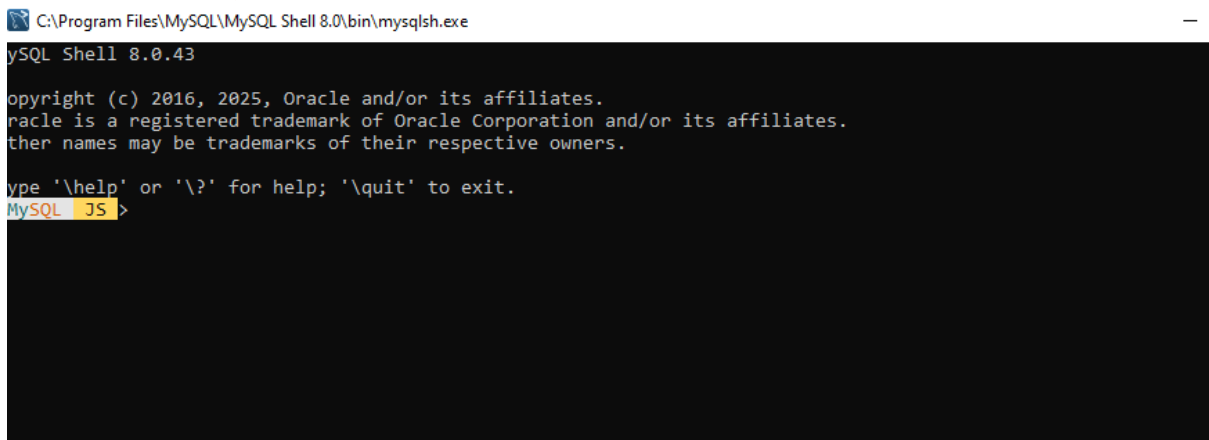 C:\Program Files\MySQL\MySQL Shell 8.0\bin\mysqlsh.exe
ySQL Shell 8.0.43
opyright (c) 2016, 2025, Oracle and/or its affiliates.
racle is a registered trademark of Oracle Corporation and/or its affiliates.
ther names may be trademarks of their respective owners.
ype '\help' or '\?' for help; '\quit' to exit.
MySQL JS >